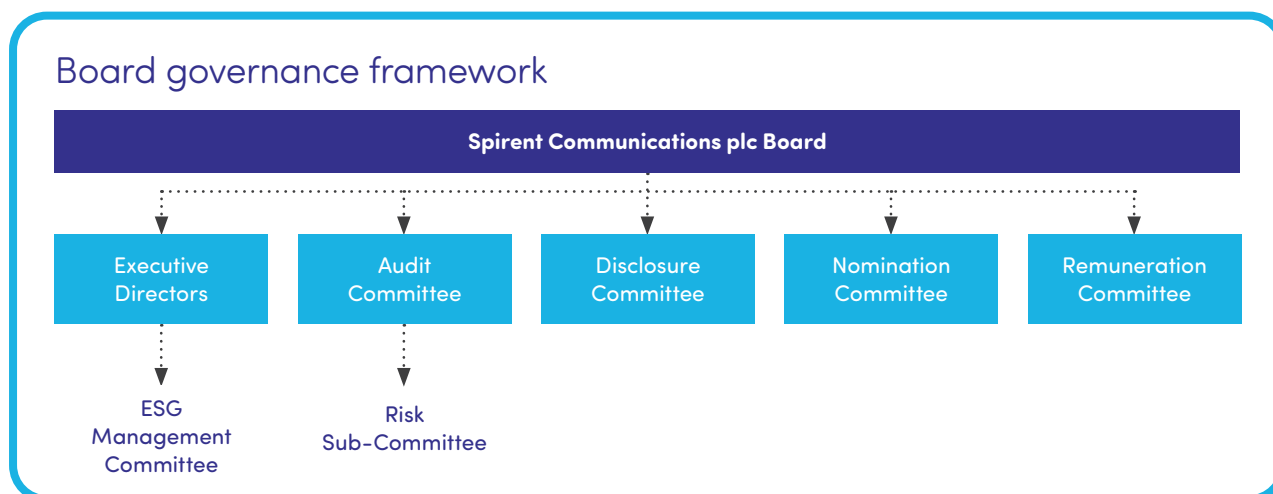 Board governance framework
Spirent Communications plc Board
Executive
Directors
Audit
Committee
Disclosure
Committee
Nomination
Committee
Remuneration
Committee
ESG
Management
Committee
Risk
Sub-Committee